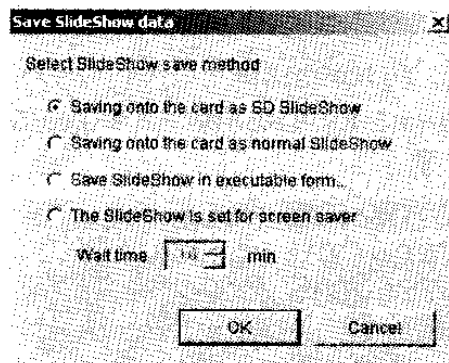 Save SlideShow data
Select SlideShow save method
Saving onto the card as SD SlideShow
Saving onto the card as normal SlideShow
Save SlideShow in executable form..
The SlideShow is set for screen saver
Wait time 10 min
OK Cancel